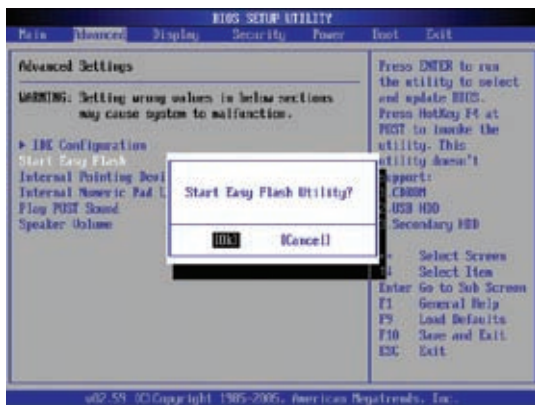 BIOS SETUP UTILITY
Main Advanced Display Security Power Boot Exit
Advanced Settings
WARNING: Setting wrong values in below sections
may cause system to malfunction.
IDE Configuration
Start Easy Flash
Internal Pointing Devi
Internal Numeric Pad L
Play POST Sound
Speaker Volume
Start Easy Flash Utility?
[Ok] [Cancel]
Press ENTER to run
the utility to select
and update BIOS.
Press HotKey F4 at
POST to invoke the
utility. This
utility doesn't
support:
CDROM
-USB HDD
Secondary HDD
Select Screen
Select Item
Enter Go to Sub Screen
F1 General Help
F9 Load Defaults
F10 Save and Exit
ESC Exit
v02.59 (C)Copyright 1985-2005, American Megatrends, Inc.